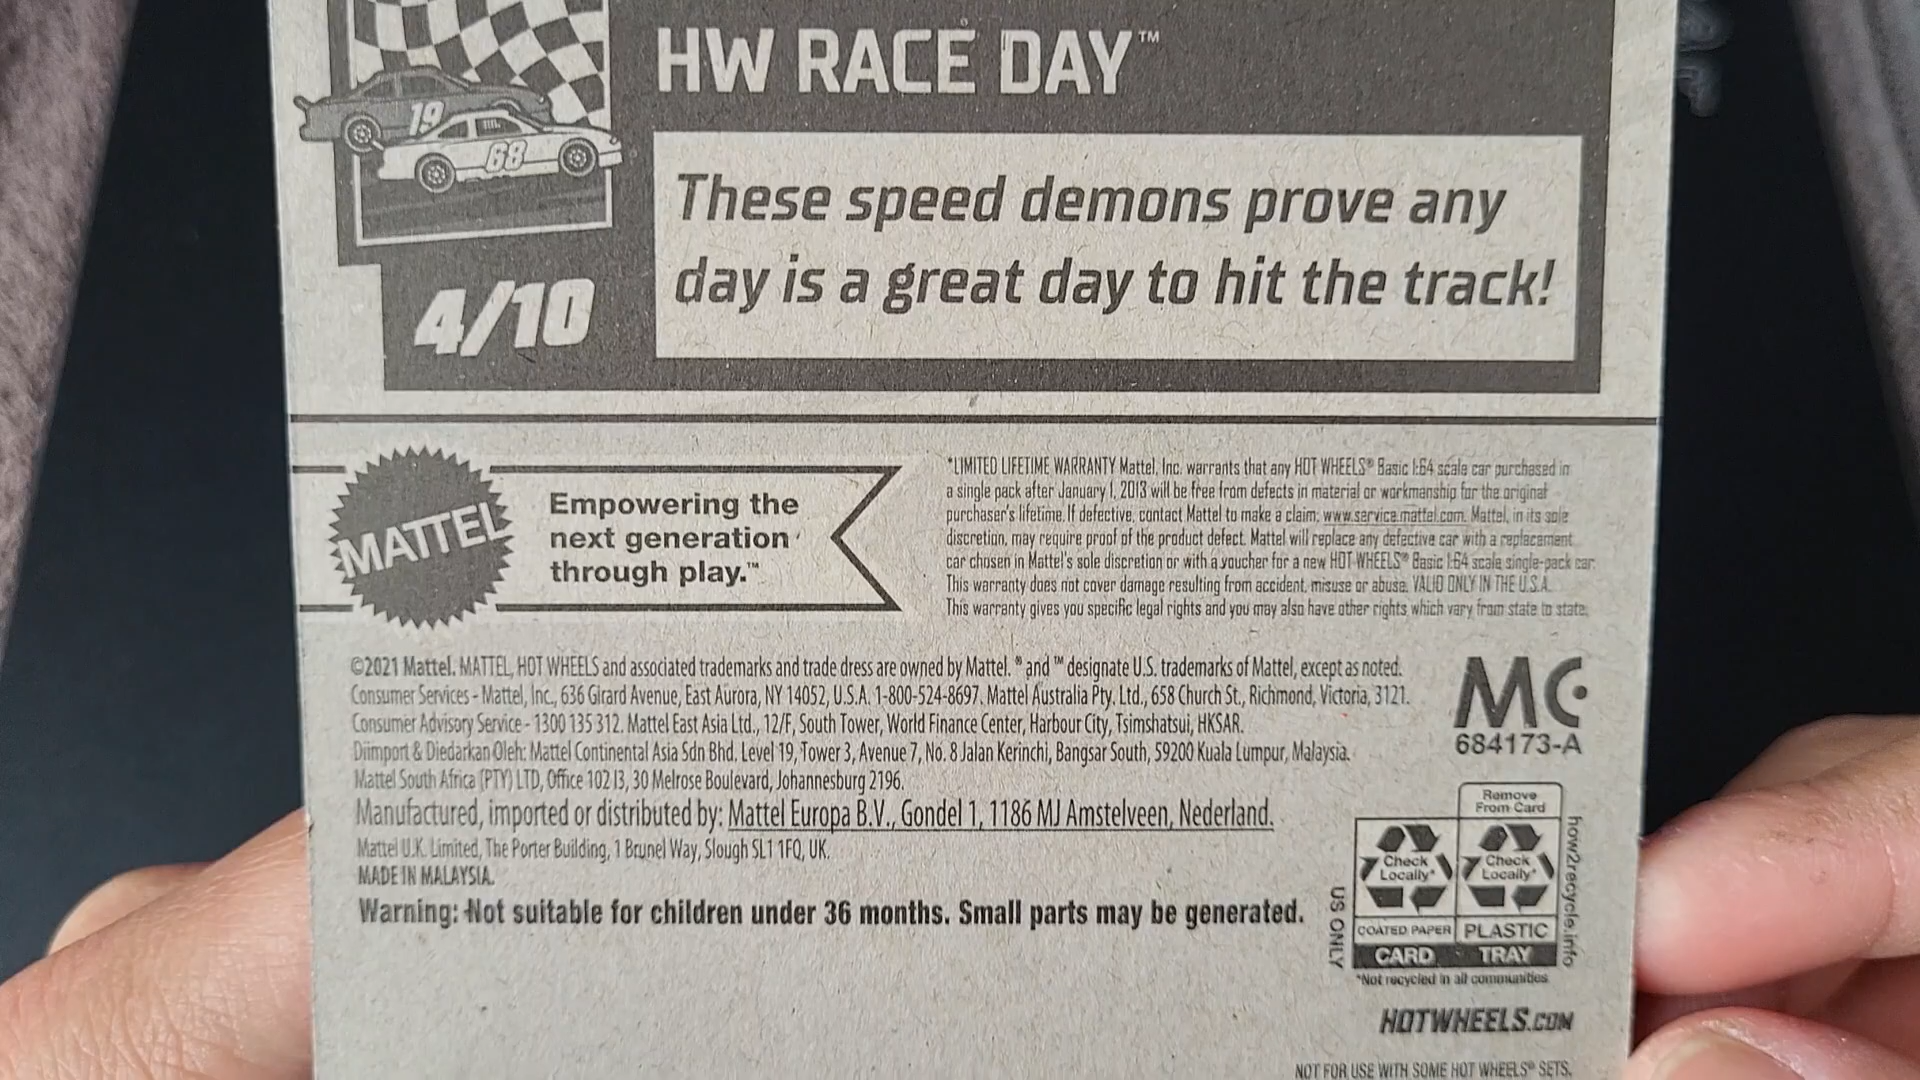 HW RACE DAY™
19
68
These speed demons prove any
day is a great day to hit the track!
4/10
MATTEL
Empowering the
next generation
through play.™
*LIMITED LIFETIME WARRANTY Mattel, Inc. warrants that any HOT WHEELS® Basic 1:64 scale car purchased in
a single pack after January 1, 2013 will be free from defects in material or workmanship for the original
purchaser's lifetime. If defective, contact Mattel to make a claim; www.service.mattel.com. Mattel, in its sole
discretion, may require proof of the product defect. Mattel will replace any defective car with a replacement
car chosen in Mattel's sole discretion or with a voucher for a new HOT WHEELS® Basic 1:64 scale single-pack car.
This warranty does not cover damage resulting from accident, misuse or abuse. VALID ONLY IN THE U.S.A.
This warranty gives you specific legal rights and you may also have other rights which vary from state to state.
©2021 Mattel. MATTEL, HOT WHEELS and associated trademarks and trade dress are owned by Mattel. ® and ™ designate U.S. trademarks of Mattel, except as noted.
Consumer Services - Mattel, Inc., 636 Girard Avenue, East Aurora, NY 14052, U.S.A. 1-800-524-8697. Mattel Australia Pty. Ltd., 658 Church St., Richmond, Victoria, 3121.
Consumer Advisory Service - 1300 135 312. Mattel East Asia Ltd., 12/F, South Tower, World Finance Center, Harbour City, Tsimshatsui, HKSAR.
Diimport & Diedarkan Oleh: Mattel Continental Asia Sdn Bhd. Level 19, Tower 3, Avenue 7, No. 8 Jalan Kerinchi, Bangsar South, 59200 Kuala Lumpur, Malaysia.
Mattel South Africa (PTY) LTD, Office 102 I3, 30 Melrose Boulevard, Johannesburg 2196.
Manufactured, imported or distributed by: Mattel Europa B.V., Gondel 1, 1186 MJ Amstelveen, Nederland.
Mattel U.K. Limited, The Porter Building, 1 Brunel Way, Slough SL1 1FQ, UK.
MADE IN MALAYSIA.
Warning: Not suitable for children under 36 months. Small parts may be generated.
MC
684173-A
Remove
From Card
Check
Locally*
Check
Locally*
COATED PAPER
PLASTIC
CARD
TRAY
US ONLY
how2recycle.info
*Not recycled in all communities
HOTWHEELS.COM
NOT FOR USE WITH SOME HOT WHEELS® SETS.